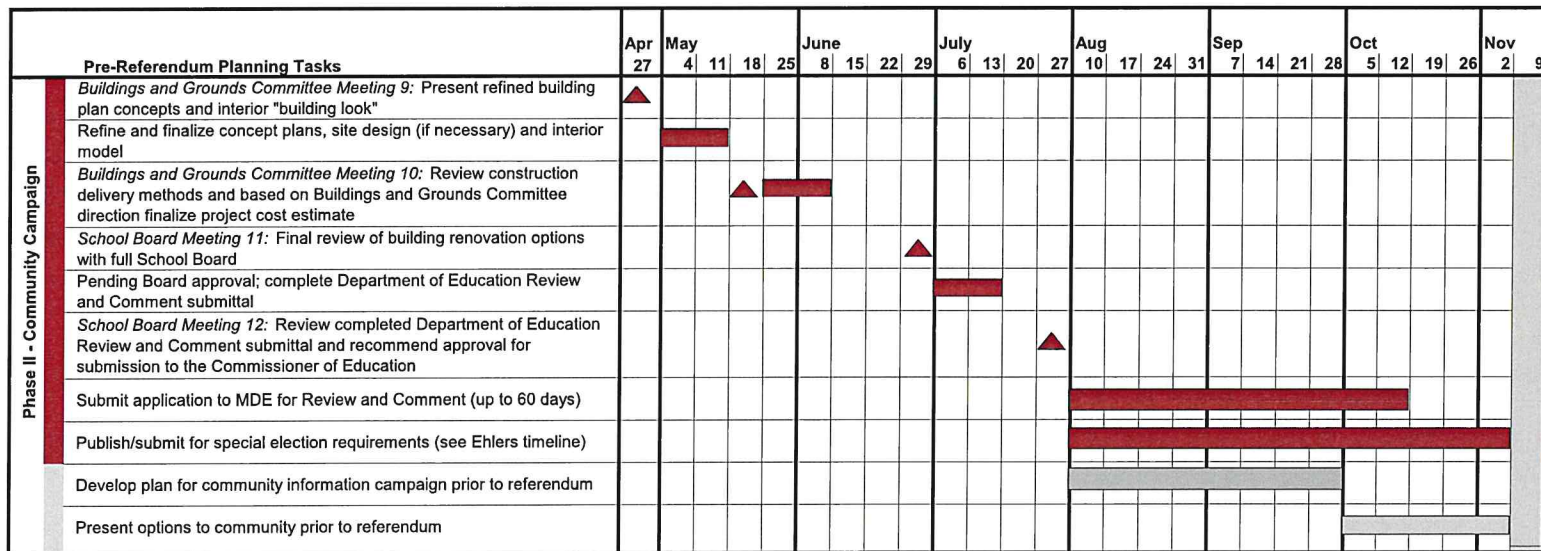 Apr May June July Aug Sep Oct Nov
Pre-Referendum Planning Tasks 27 4 11 18 25 8 15 22 29 6 13 20 27 10 17 24 31 7 14 21 28 5 12 19 26 2 9
Phase II - Community Campaign
Buildings and Grounds Committee Meeting 9: Present refined building
plan concepts and interior "building look"
Refine and finalize concept plans, site design (if necessary) and interior
model
Buildings and Grounds Committee Meeting 10: Review construction
delivery methods and based on Buildings and Grounds Committee
direction finalize project cost estimate
School Board Meeting 11: Final review of building renovation options
with full School Board
Pending Board approval; complete Department of Education Review
and Comment submittal
School Board Meeting 12: Review completed Department of Education
Review and Comment submittal and recommend approval for
submission to the Commissioner of Education
Submit application to MDE for Review and Comment (up to 60 days)
Publish/submit for special election requirements (see Ehlers timeline)
Develop plan for community information campaign prior to referendum
Present options to community prior to referendum